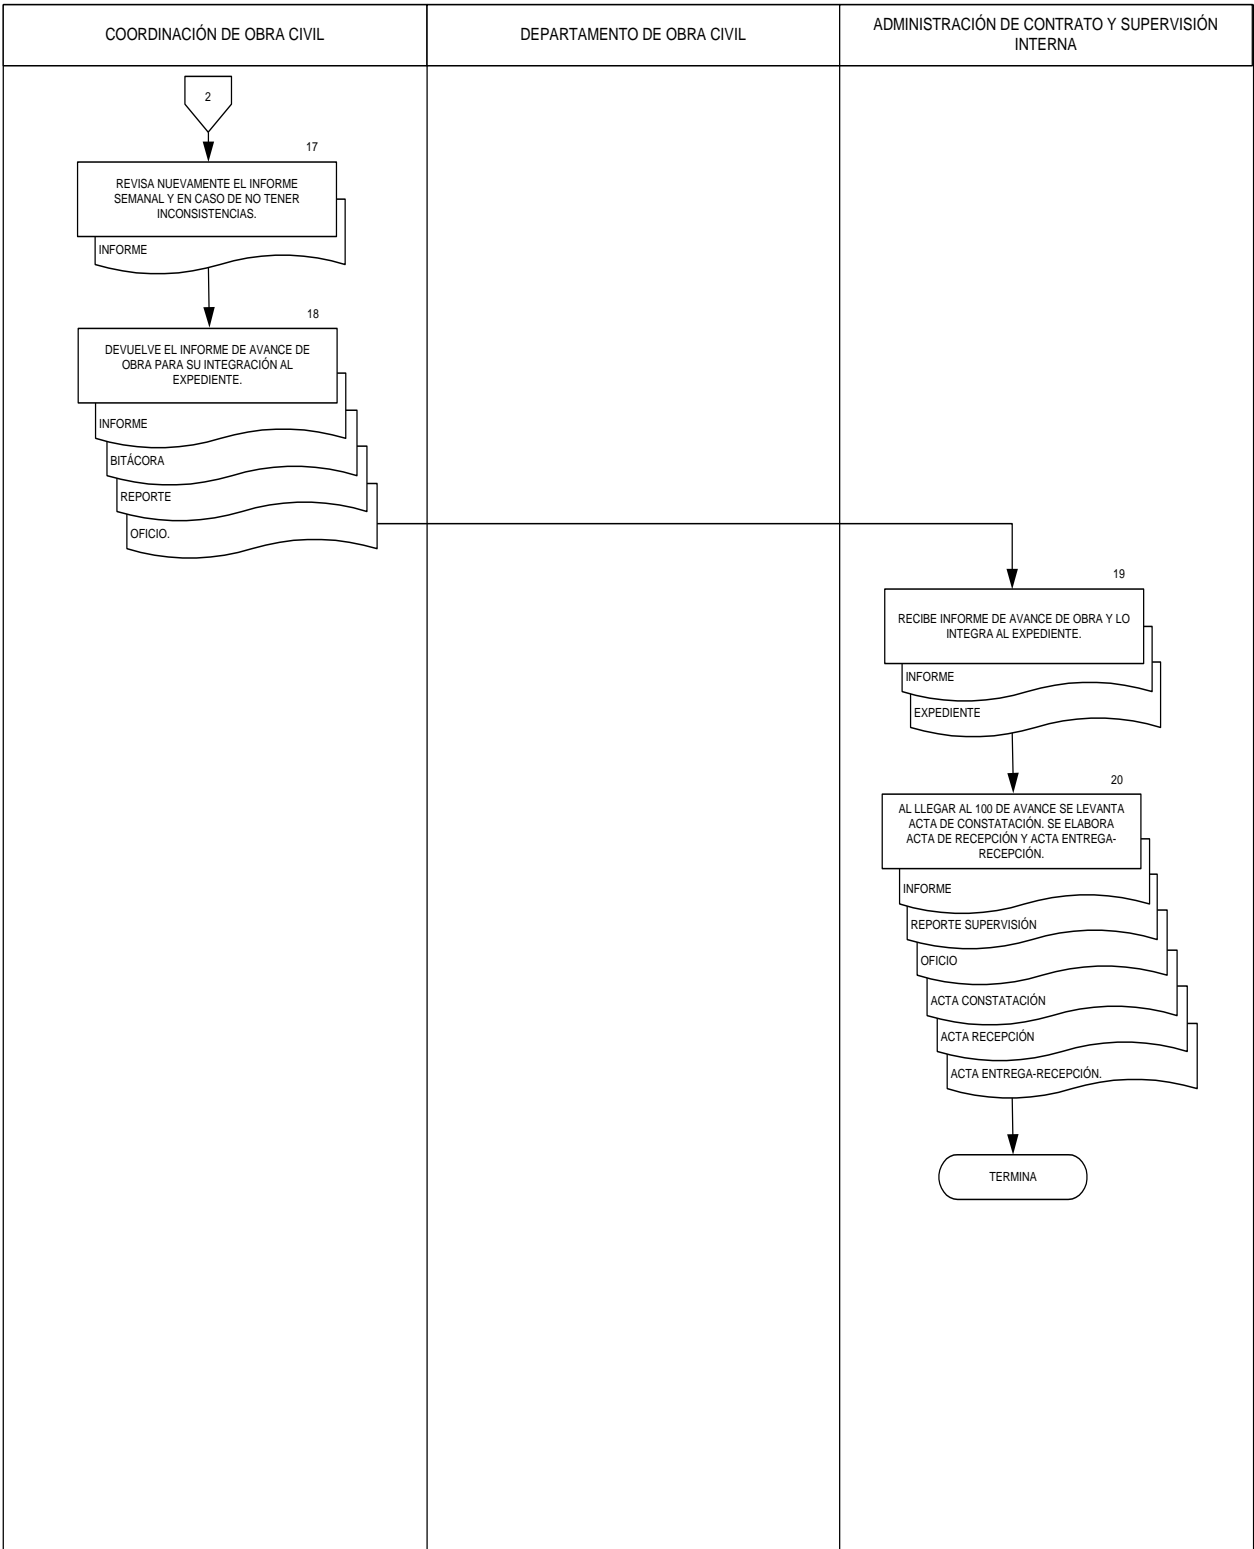 COORDINACIÓN DE OBRA CIVIL
DEPARTAMENTO DE OBRA CIVIL
ADMINISTRACIÓN DE CONTRATO Y SUPERVISIÓN
INTERNA
2
17
REVISA NUEVAMENTE EL INFORME
SEMANAL Y EN CASO DE NO TENER
INCONSISTENCIAS.
INFORME
18
DEVUELVE EL INFORME DE AVANCE DE
OBRA PARA SU INTEGRACIÓN AL
EXPEDIENTE.
INFORME
BITÁCORA
REPORTE
OFICIO.
19
RECIBE INFORME DE AVANCE DE OBRA Y LO
INTEGRA AL EXPEDIENTE.
INFORME
EXPEDIENTE
20
AL LLEGAR AL 100 DE AVANCE SE LEVANTA
ACTA DE CONSTATACIÓN. SE ELABORA
ACTA DE RECEPCIÓN Y ACTA ENTREGA-
RECEPCIÓN.
INFORME
REPORTE SUPERVISIÓN
OFICIO
ACTA CONSTATACIÓN
ACTA RECEPCIÓN
ACTA ENTREGA-RECEPCIÓN.
TERMINA